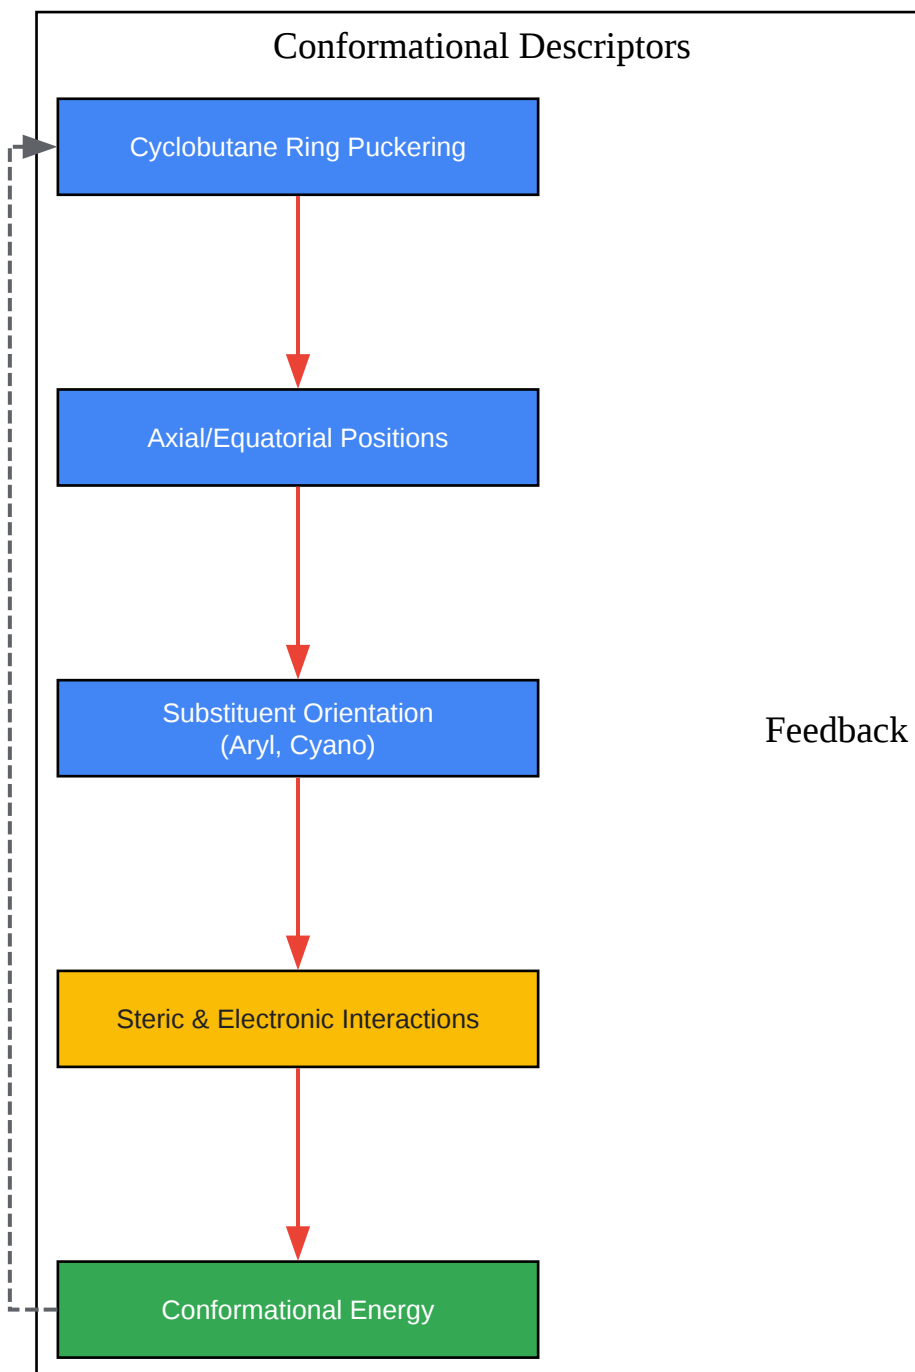 Conformational Descriptors
Cyclobutane Ring Puckering
Axial/Equatorial Positions
Substituent Orientation
(Aryl, Cyano)
Feedback
Steric & Electronic Interactions
Conformational Energy